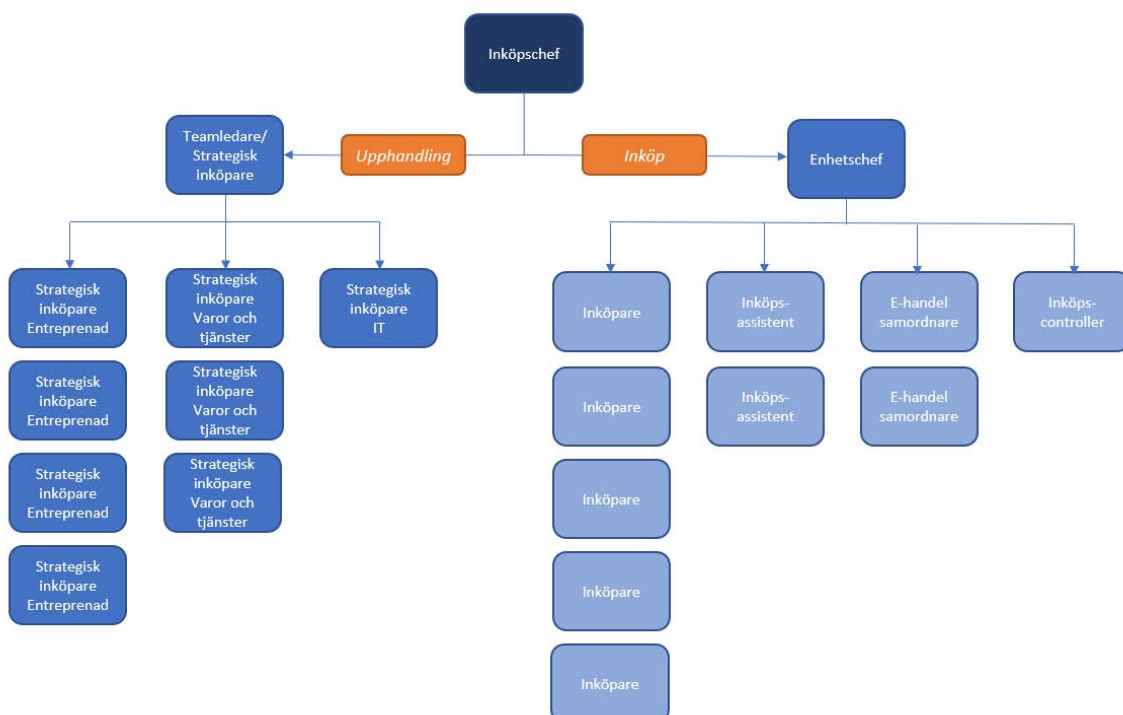 Inköpschef
Teamledare/
Strategisk
inköpare
Upphandling
Inköp
Enhetschef
Strategisk
inköpare
Entreprenad
Strategisk
inköpare
Varor och
tjänster
Strategisk
inköpare
IT
Inköpare
Inköps-
assistent
E-handel
samordnare
Inköps-
controller
Strategisk
inköpare
Entreprenad
Strategisk
inköpare
Varor och
tjänster
Inköpare
Inköps-
assistent
E-handel
samordnare
Strategisk
inköpare
Entreprenad
Strategisk
inköpare
Varor och
tjänster
Inköpare
Strategisk
inköpare
Entreprenad
Inköpare
Inköpare